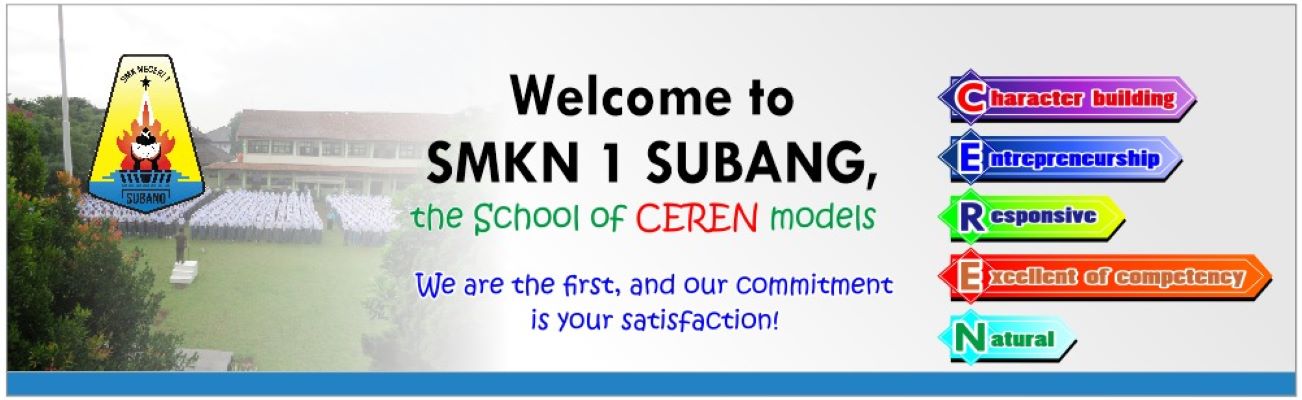 SMK NEGERI 1
SUBANG
Welcome to
SMKN 1 SUBANG,
the School of CEREN models
We are the first, and our commitment
is your satisfaction!
Character building
Entrepreneurship
Responsive
Excellent of competency
Natural